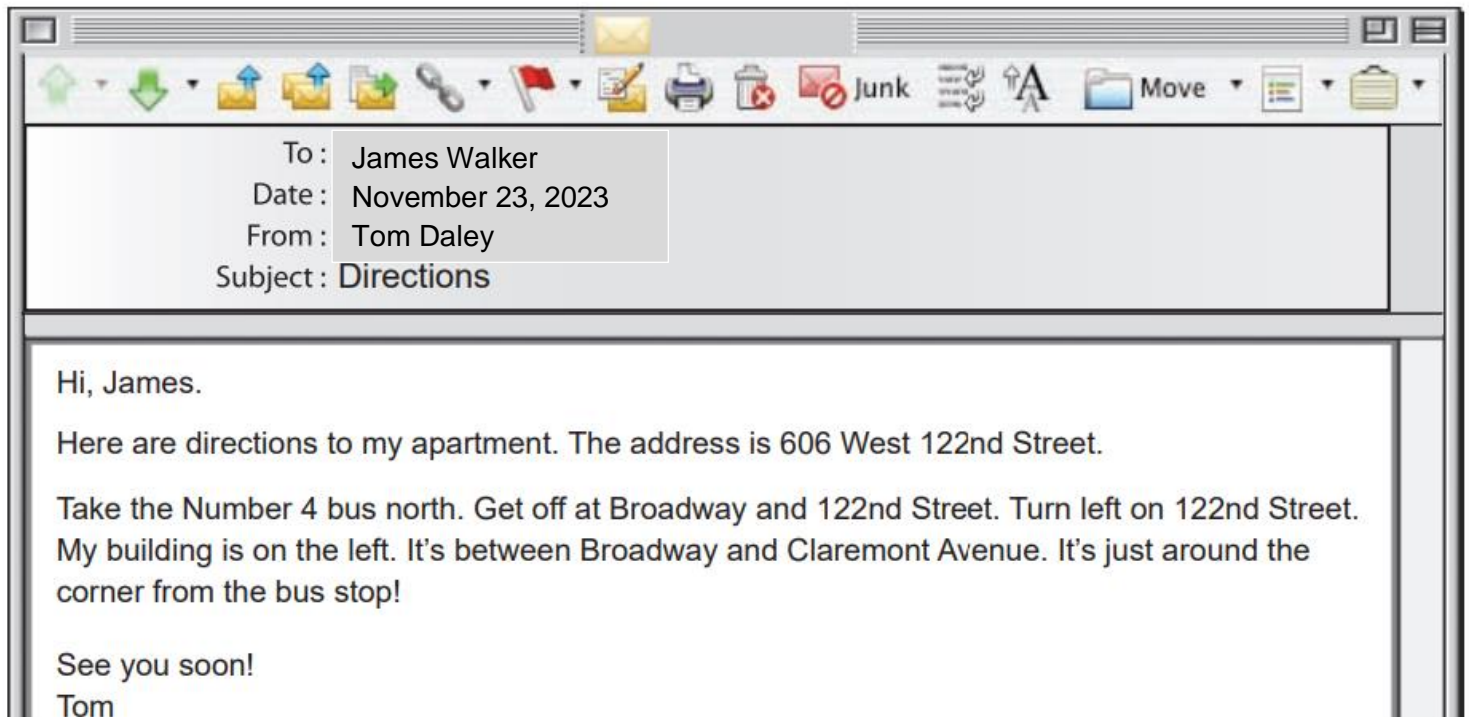 Junk Move
To : James Walker
Date : November 23, 2023
From : Tom Daley
Subject : Directions
Hi, James.
Here are directions to my apartment. The address is 606 West 122nd Street.
Take the Number 4 bus north. Get off at Broadway and 122nd Street. Turn left on 122nd Street.
My building is on the left. It’s between Broadway and Claremont Avenue. It’s just around the
corner from the bus stop!
See you soon!
Tom